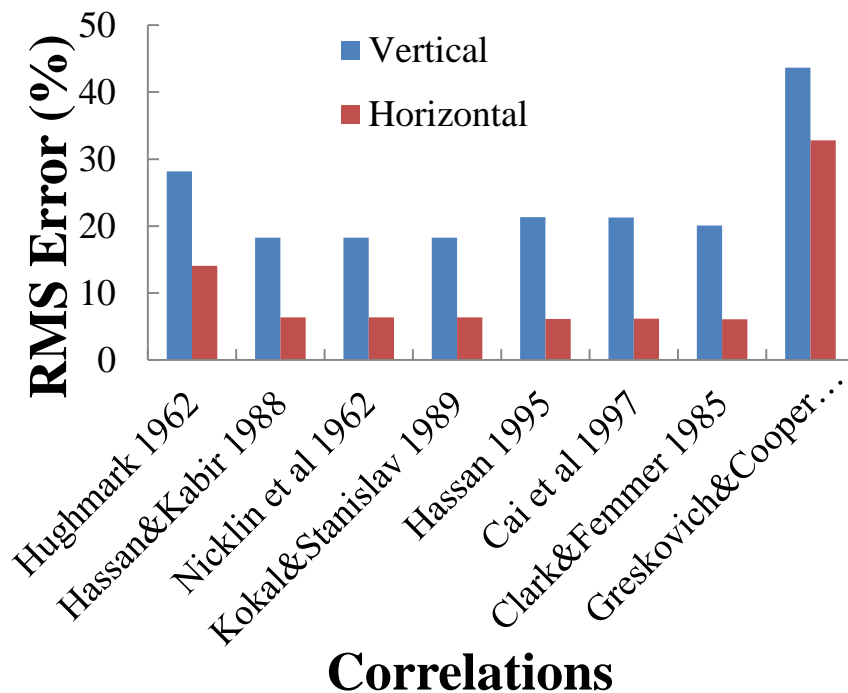 RMS Error (%)
50
40
30
20
10
0
Vertical
Horizontal
Hughmark 1962
Hassan&Kabir 1988
Nicklin et al 1962
Kokal&Stanislav 1989
Hassan 1995
Cai et al 1997
Clark&Femmer 1985
Greskovich&Cooper…
Correlations